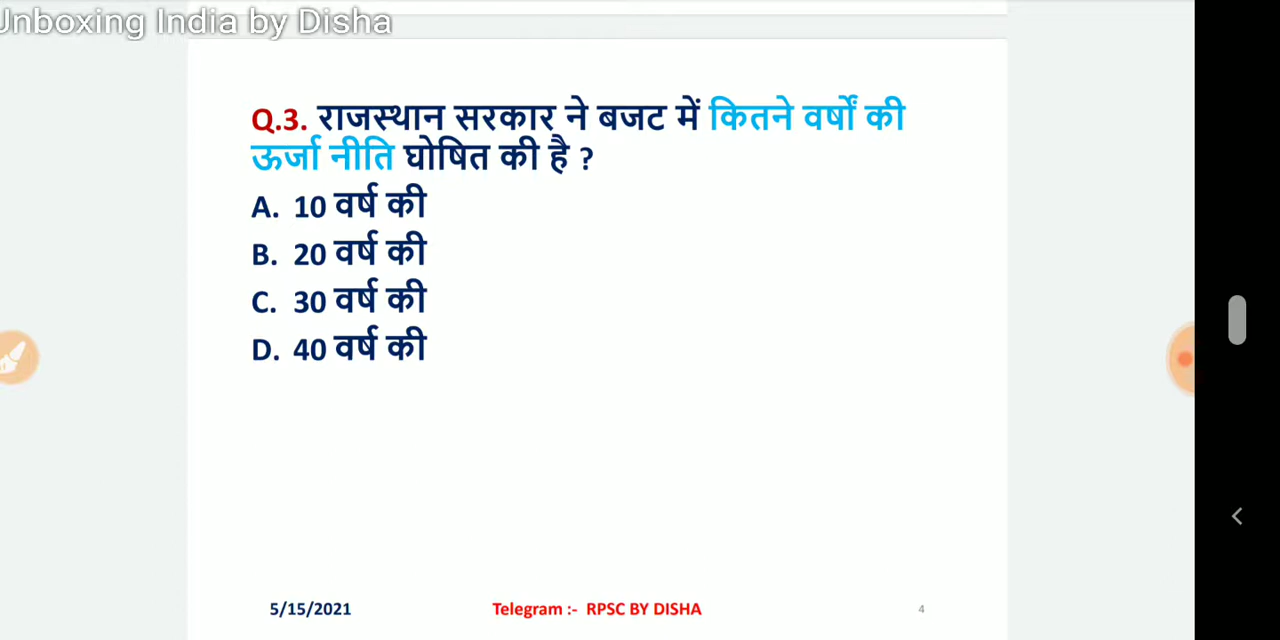 Unboxing India by Disha
Q.3. राजस्थान सरकार ने बजट में कितने वर्षों की
ऊर्जा नीति घोषित की है ?
A. 10 वर्ष की
B. 20 वर्ष की
C. 30 वर्ष की
D. 40 वर्ष की
5/15/2021 Telegram :- RPSC BY DISHA 4